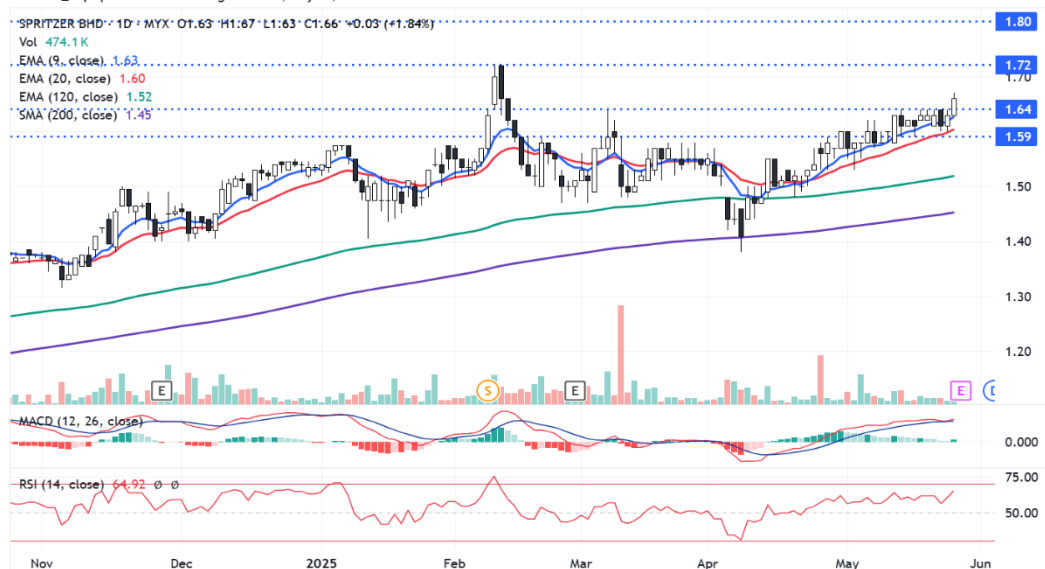 SPRITZER BHD · 1D · MYX O1.63 H1.67 L1.63 C1.66 +0.03 (+1.84%)
Vol 474.1 K
EMA (9, close) 1.63
EMA (20, close) 1.60
EMA (120, close) 1.52
SMA (200, close) 1.45
1.80
1.72
1.70
1.64
1.59
1.50
1.40
1.30
1.20
E
S
E
E
MACD (12, 26, close)
0.000
RSI (14, close) 64.92 ∅ ∅
75.00
50.00
Nov Dec 2025 Feb Mar Apr May Jun